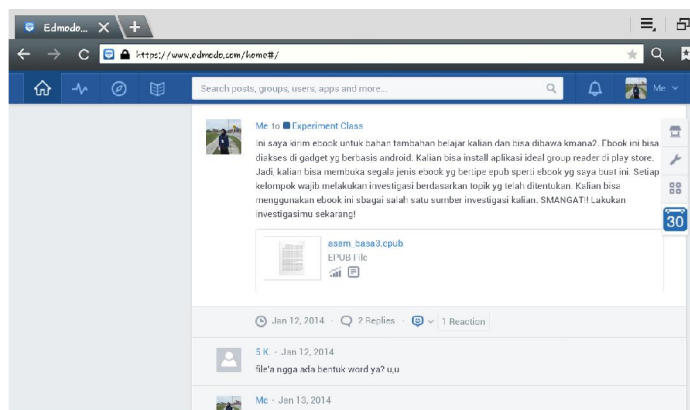 Edmodo...
https://www.edmodo.com/home#/
Search posts, groups, users, apps and more...
Me
Me to Experiment Class
Ini saya kirim ebook untuk bahan tambahan belajar kalian dan bisa dibawa kmana2. Ebook ini bisa
diakses di gadget yg berbasis android. Kalian bisa install aplikasi ideal group reader di play store.
Jadi, kalian bisa membuka segala jenis ebook yg bertipe epub sperti ebook yg saya buat ini. Setiap
kelompok wajib melakukan investigasi berdasarkan topik yg telah ditentukan. Kalian bisa
menggunakan ebook ini sbagai salah satu sumber investigasi kalian. SMANGAT!! Lakukan
investigasimu sekarang!
30
asam_basa3.epub
EPUB File
Jan 12, 2014 · 2 Replies · 1 Reaction
S K. - Jan 12, 2014
file'a ngga ada bentuk word ya? u,u
Me - Jan 13, 2014